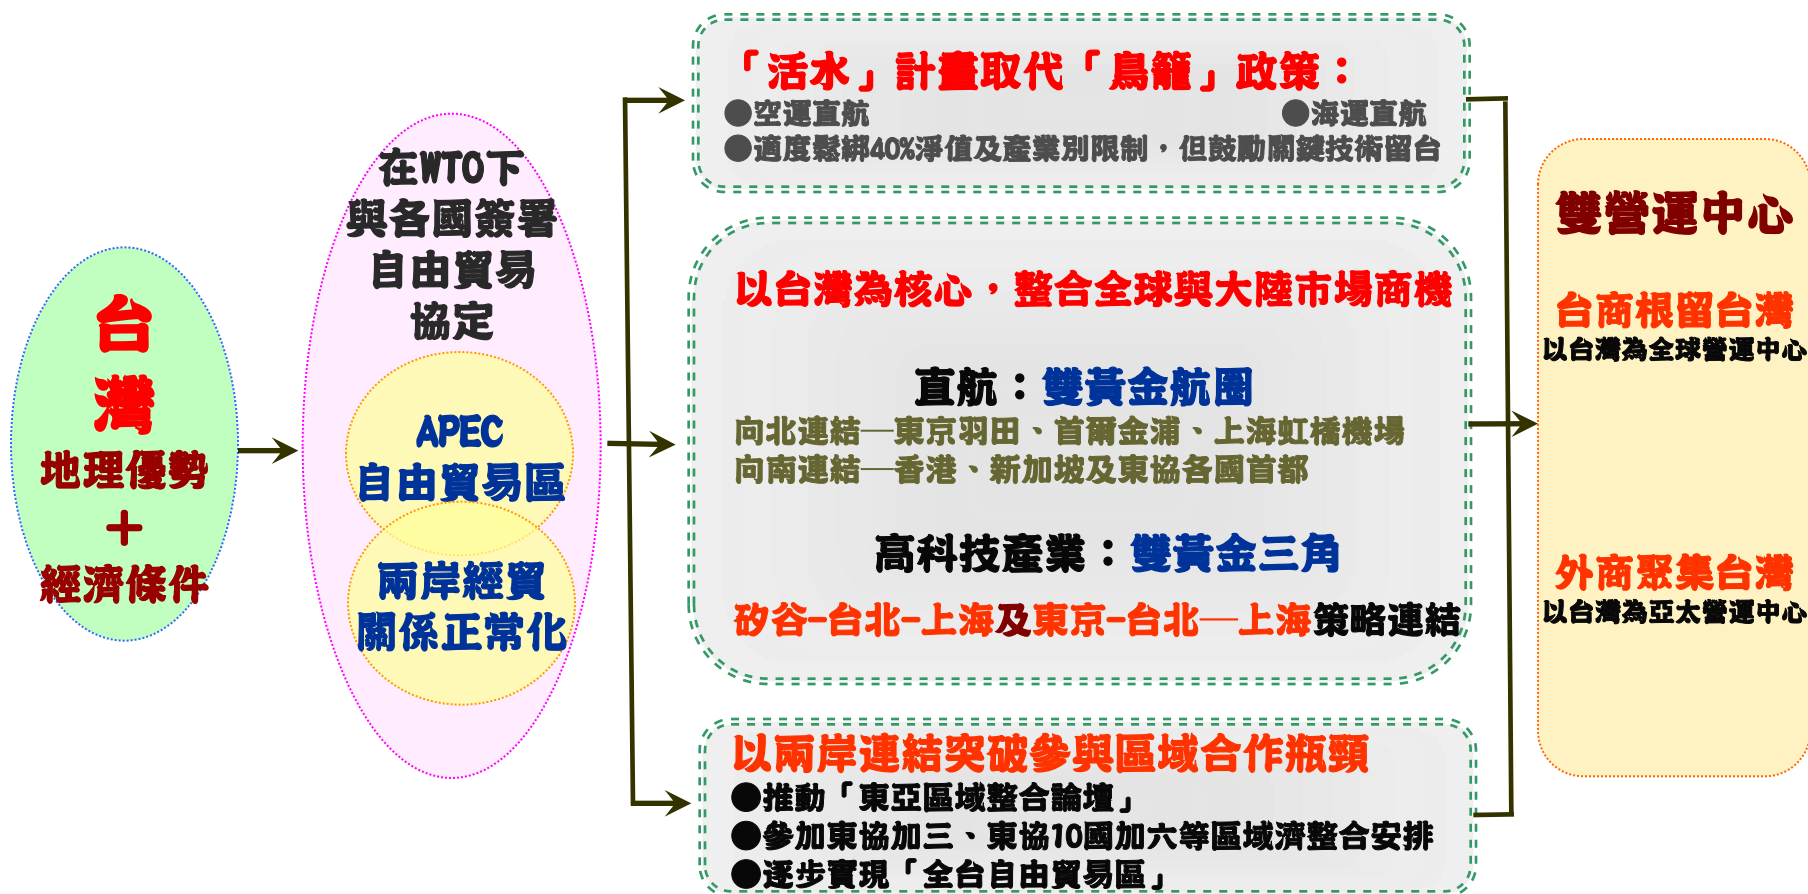 台
灣
地理優勢
＋
經濟條件
在WTO下
與各國簽署
自由貿易
協定
APEC
自由貿易區
兩岸經貿
關係正常化
「活水」計畫取代「鳥籠」政策：
●空運直航
●海運直航
●適度鬆綁40%淨值及產業別限制，但鼓勵關鍵技術留台
以台灣為核心，整合全球與大陸市場商機
直航：雙黃金航圈
向北連結—東京羽田、首爾金浦、上海虹橋機場
向南連結—香港、新加坡及東協各國首都
高科技產業：雙黃金三角
矽谷-台北-上海及東京-台北—上海策略連結
以兩岸連結突破參與區域合作瓶頸
●推動「東亞區域整合論壇」
●參加東協加三、東協10國加六等區域濟整合安排
●逐步實現「全台自由貿易區」
雙營運中心
台商根留台灣
以台灣為全球營運中心
外商聚集台灣
以台灣為亞太營運中心